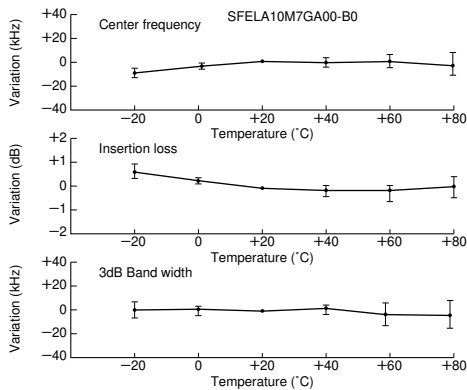 SFELA10M7GA00-B0
Center frequency
Variation (kHz)
+40
+20
0
−20
−40
−20 0 +20 +40 +60 +80
Temperature (˚C)
Insertion loss
Variation (dB)
+2
+1
0
−1
−2
−20 0 +20 +40 +60 +80
Temperature (˚C)
3dB Band width
Variation (kHz)
+40
+20
0
−20
−40
−20 0 +20 +40 +60 +80
Temperature (˚C)